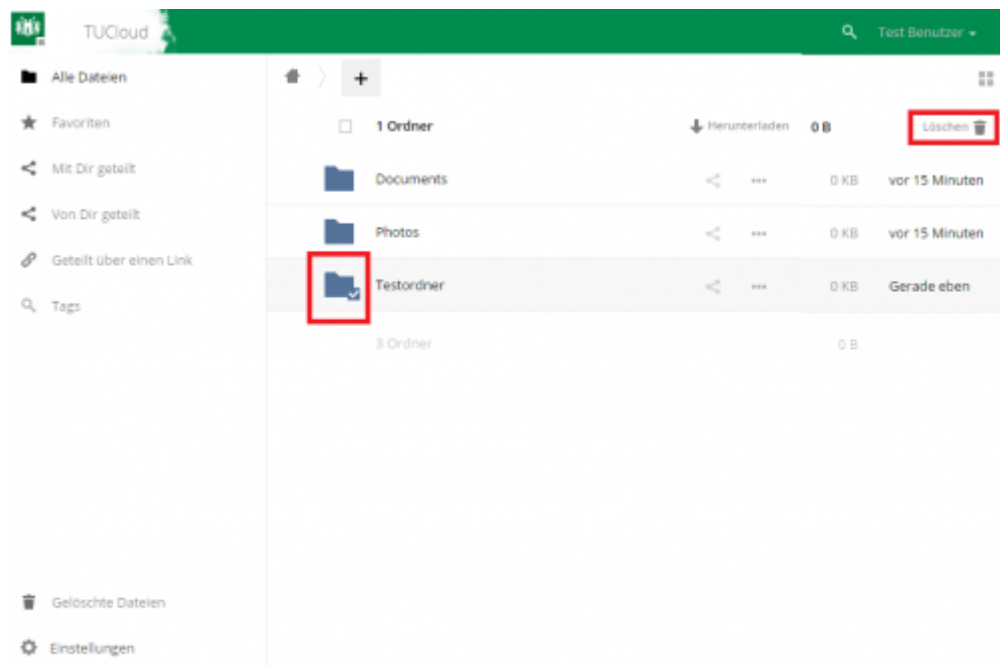 TUCloud
Test Benutzer
Alle Dateien
Favoriten
Mit Dir geteilt
Von Dir geteilt
Geteilt über einen Link
Tags
Gelöschte Dateien
Einstellungen
+
1 Ordner Herunterladen 0 B Löschen
Documents ... 0 KB vor 15 Minuten
Photos ... 0 KB vor 15 Minuten
Testordner ... 0 KB Gerade eben
3 Ordner 0 B